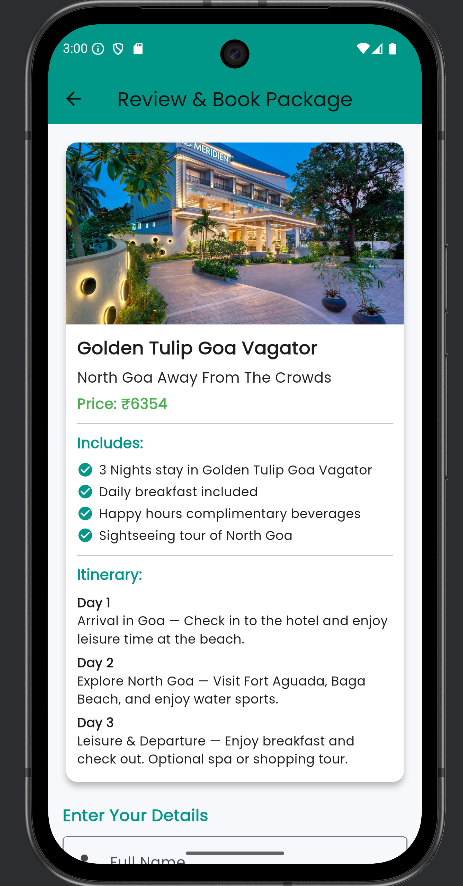 3:00
Review & Book Package
MERIDIEN
Golden Tulip Goa Vagator
North Goa Away From The Crowds
Price: ₹6354
Includes:
3 Nights stay in Golden Tulip Goa Vagator
Daily breakfast included
Happy hours complimentary beverages
Sightseeing tour of North Goa
Itinerary:
Day 1
Arrival in Goa — Check in to the hotel and enjoy
leisure time at the beach.
Day 2
Explore North Goa — Visit Fort Aguada, Baga
Beach, and enjoy water sports.
Day 3
Leisure & Departure — Enjoy breakfast and
check out. Optional spa or shopping tour.
Enter Your Details
Full Name